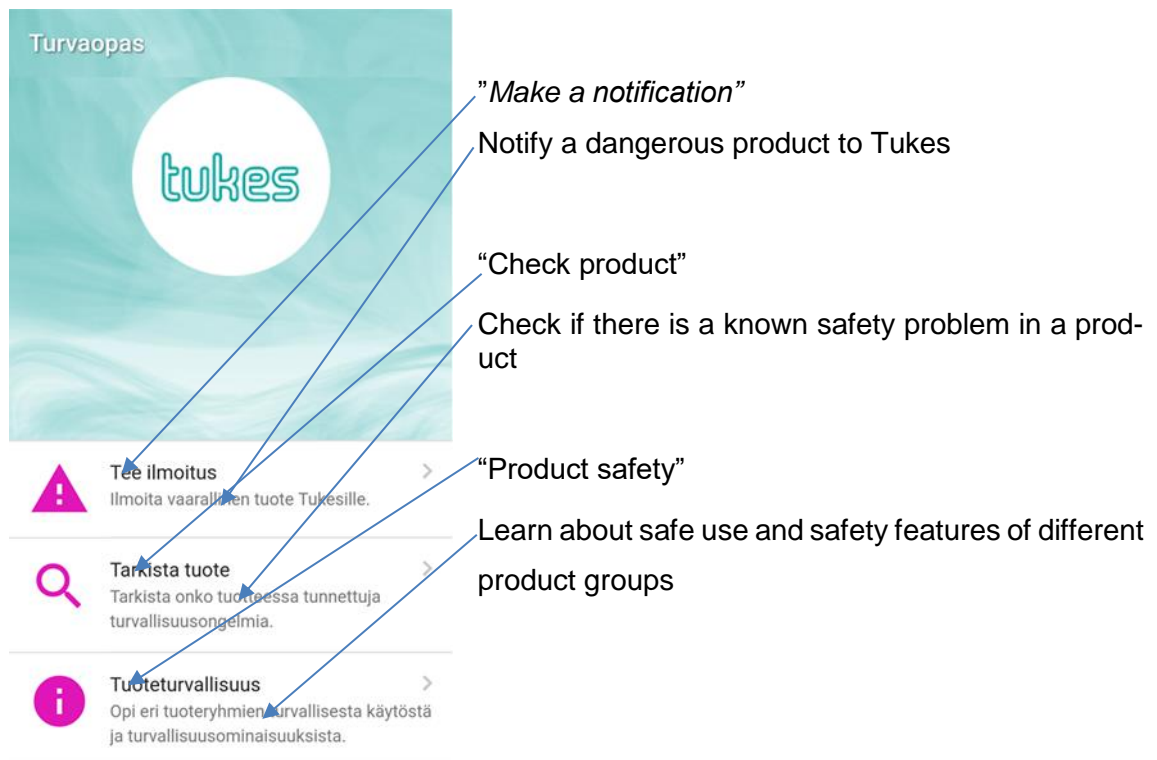 Turvaopas
tukes
Tee ilmoitus
Ilmoita vaarallinen tuote Tukesille.
Tarkista tuote
Tarkista onko tuotteessa tunnettuja
turvallisuusongelmia.
Tuoteturvallisuus
Opi eri tuoteryhmien turvallisesta käytöstä
ja turvallisuusominaisuuksista.
”Make a notification”
Notify a dangerous product to Tukes
“Check product”
Check if there is a known safety problem in a prod-
uct
“Product safety”
Learn about safe use and safety features of different
product groups